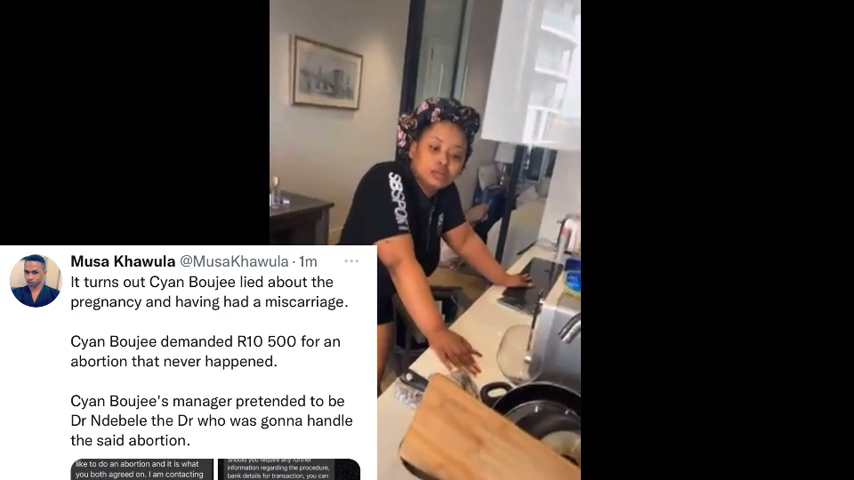 SBSPORT
Musa Khawula @MusaKhawula · 1m
It turns out Cyan Boujee lied about the
pregnancy and having had a miscarriage.
Cyan Boujee demanded R10 500 for an
abortion that never happened.
Cyan Boujee's manager pretended to be
Dr Ndebele the Dr who was gonna handle
the said abortion.
like to do an abortion and it is what
you both agreed on. I am contacting
Should you require any further
information regarding the procedure,
bank details for transaction, you can